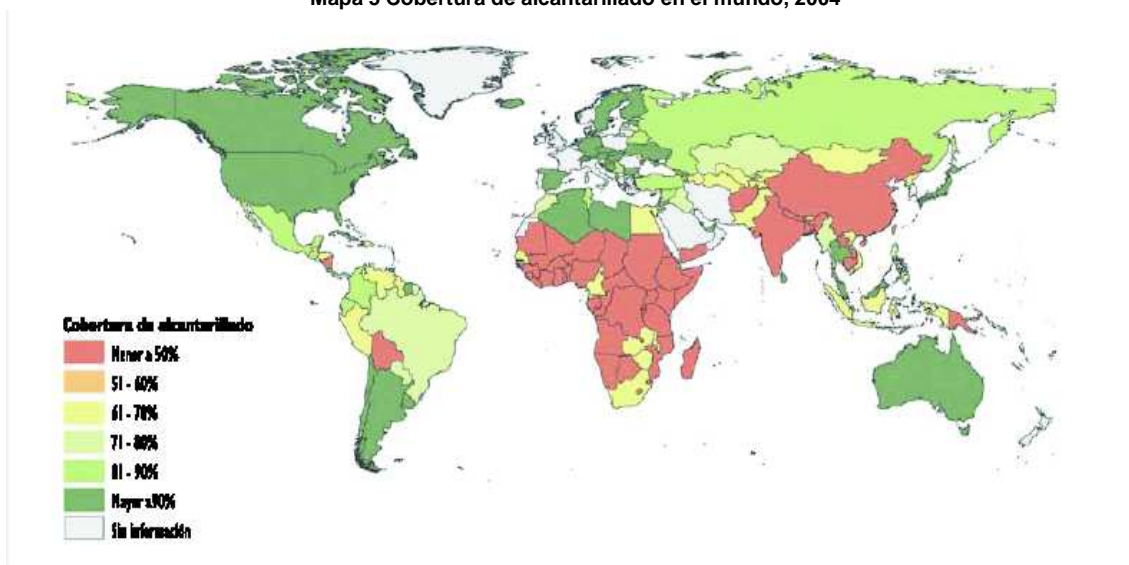 Mapa 3 Cobertura de alcantarillado en el mundo, 2004
Cobertura de alcantarillado
Menor a 50%
51 - 60%
61 - 70%
71 - 80%
81 - 90%
Mayor a 90%
Sin información